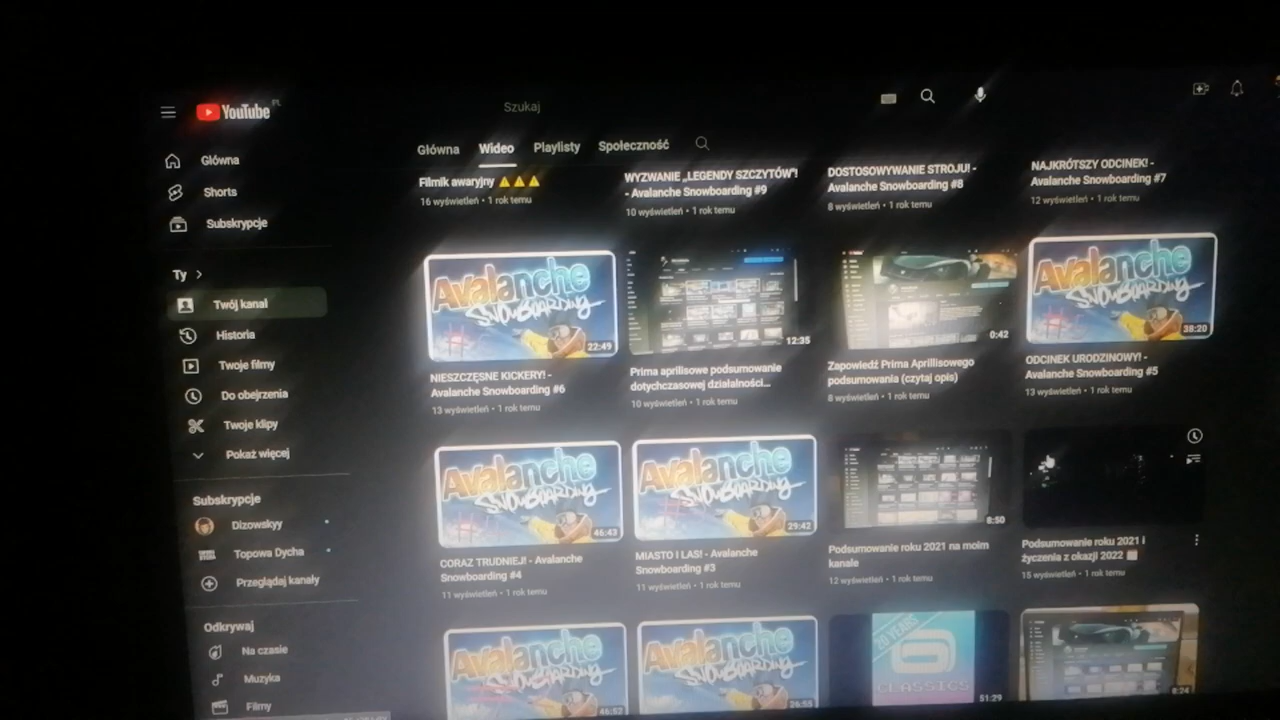 YouTube PL
Szukaj
Główna
Shorts
Subskrypcje
Ty
Twój kanał
Historia
Twoje filmy
Do obejrzenia
Twoje klipy
Pokaż więcej
Subskrypcje
Dizowskyy
Topowa Dycha
Przeglądaj kanały
Odkrywaj
Na czasie
Muzyka
Filmy
Główna
Wideo
Playlisty
Społeczność
Filmik awaryjny ⚠️⚠️⚠️
16 wyświetleń • 1 rok temu
WYZWANIE „LEGENDY SZCZYTÓW"!
- Avalanche Snowboarding #9
10 wyświetleń • 1 rok temu
DOSTOSOWYWANIE STROJU! -
Avalanche Snowboarding #8
8 wyświetleń • 1 rok temu
NAJKRÓTSZY ODCINEK! -
Avalanche Snowboarding #7
12 wyświetleń • 1 rok temu
Avalanche
SNOWBOARDING
22:49
NIESZCZĘSNE KICKERY! -
Avalanche Snowboarding #6
13 wyświetleń • 1 rok temu
12:35
Prima aprilisowe podsumowanie
dotychczasowej działalności...
10 wyświetleń • 1 rok temu
0:42
Zapowiedź Prima Aprillisowego
podsumowania (czytaj opis)
8 wyświetleń • 1 rok temu
Avalanche
SNOWBOARDING
38:20
ODCINEK URODZINOWY! -
Avalanche Snowboarding #5
13 wyświetleń • 1 rok temu
Avalanche
SNOWBOARDING
46:43
CORAZ TRUDNIEJ! - Avalanche
Snowboarding #4
11 wyświetleń • 1 rok temu
Avalanche
SNOWBOARDING
29:42
MIASTO I LAS! - Avalanche
Snowboarding #3
11 wyświetleń • 1 rok temu
8:50
Podsumowanie roku 2021 na moim
kanale
12 wyświetleń • 1 rok temu
Podsumowanie roku 2021 i
życzenia z okazji 2022
15 wyświetleń • 1 rok temu
Avalanche
SNOWBOARDING
46:52
Avalanche
SNOWBOARDING
26:55
20 YEARS
CLASSICS
51:29
8:24